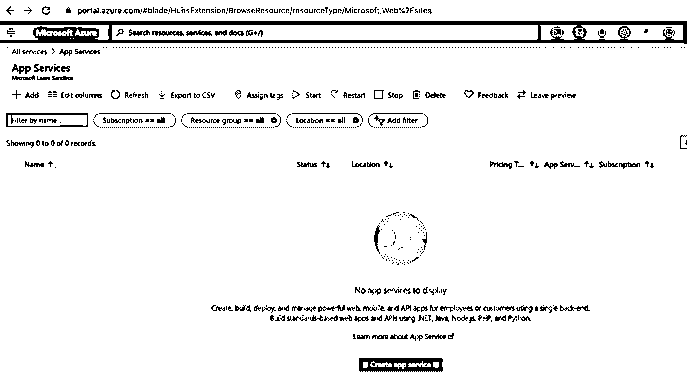 portal.azure.com/#blade/HubsExtension/BrowseResource/resourceType/Microsoft.Web%2Fsites
Microsoft Azure
Search resources, services, and docs (G+/)
All services > App Services
App Services
Microsoft Learn Sandbox
Add Edit columns Refresh Export to CSV Assign tags Start Restart Stop Delete Feedback Leave preview
Filter by name... Subscription == all Resource group == all Location == all Add filter
Showing 0 to 0 of 0 records.
Name ↑↓ Status ↑↓ Location ↑↓ Pricing T... ↑↓ App Serv... ↑↓ Subscription ↑↓
No app services to display
Create, build, deploy, and manage powerful web, mobile, and API apps for employees or customers using a single back-end.
Build standards-based web apps and APIs using .NET, Java, Node.js, PHP, and Python.
Learn more about App Service
Create app service